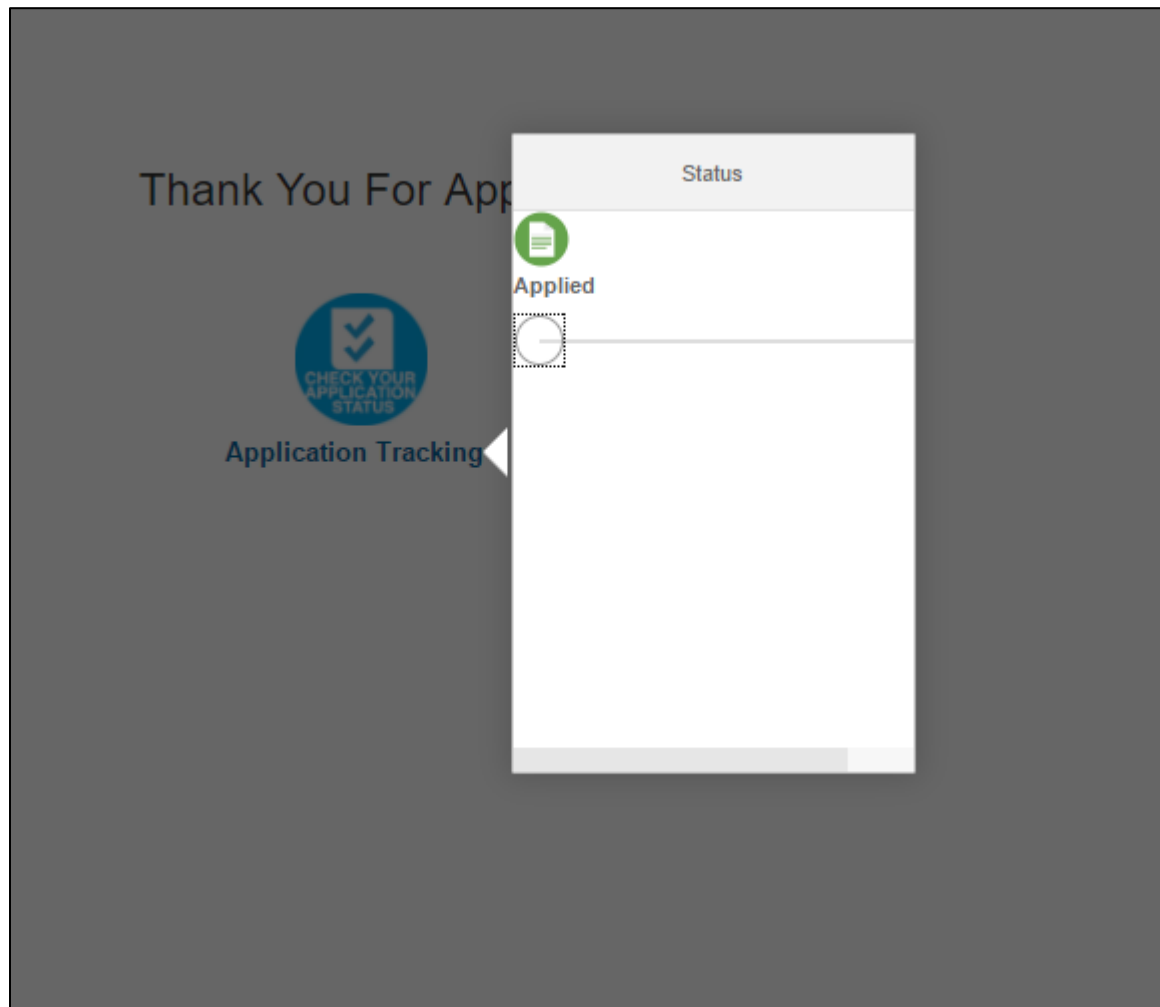 Status
Thank You For App
Applied
CHECK YOUR
APPLICATION
STATUS
Application Tracking